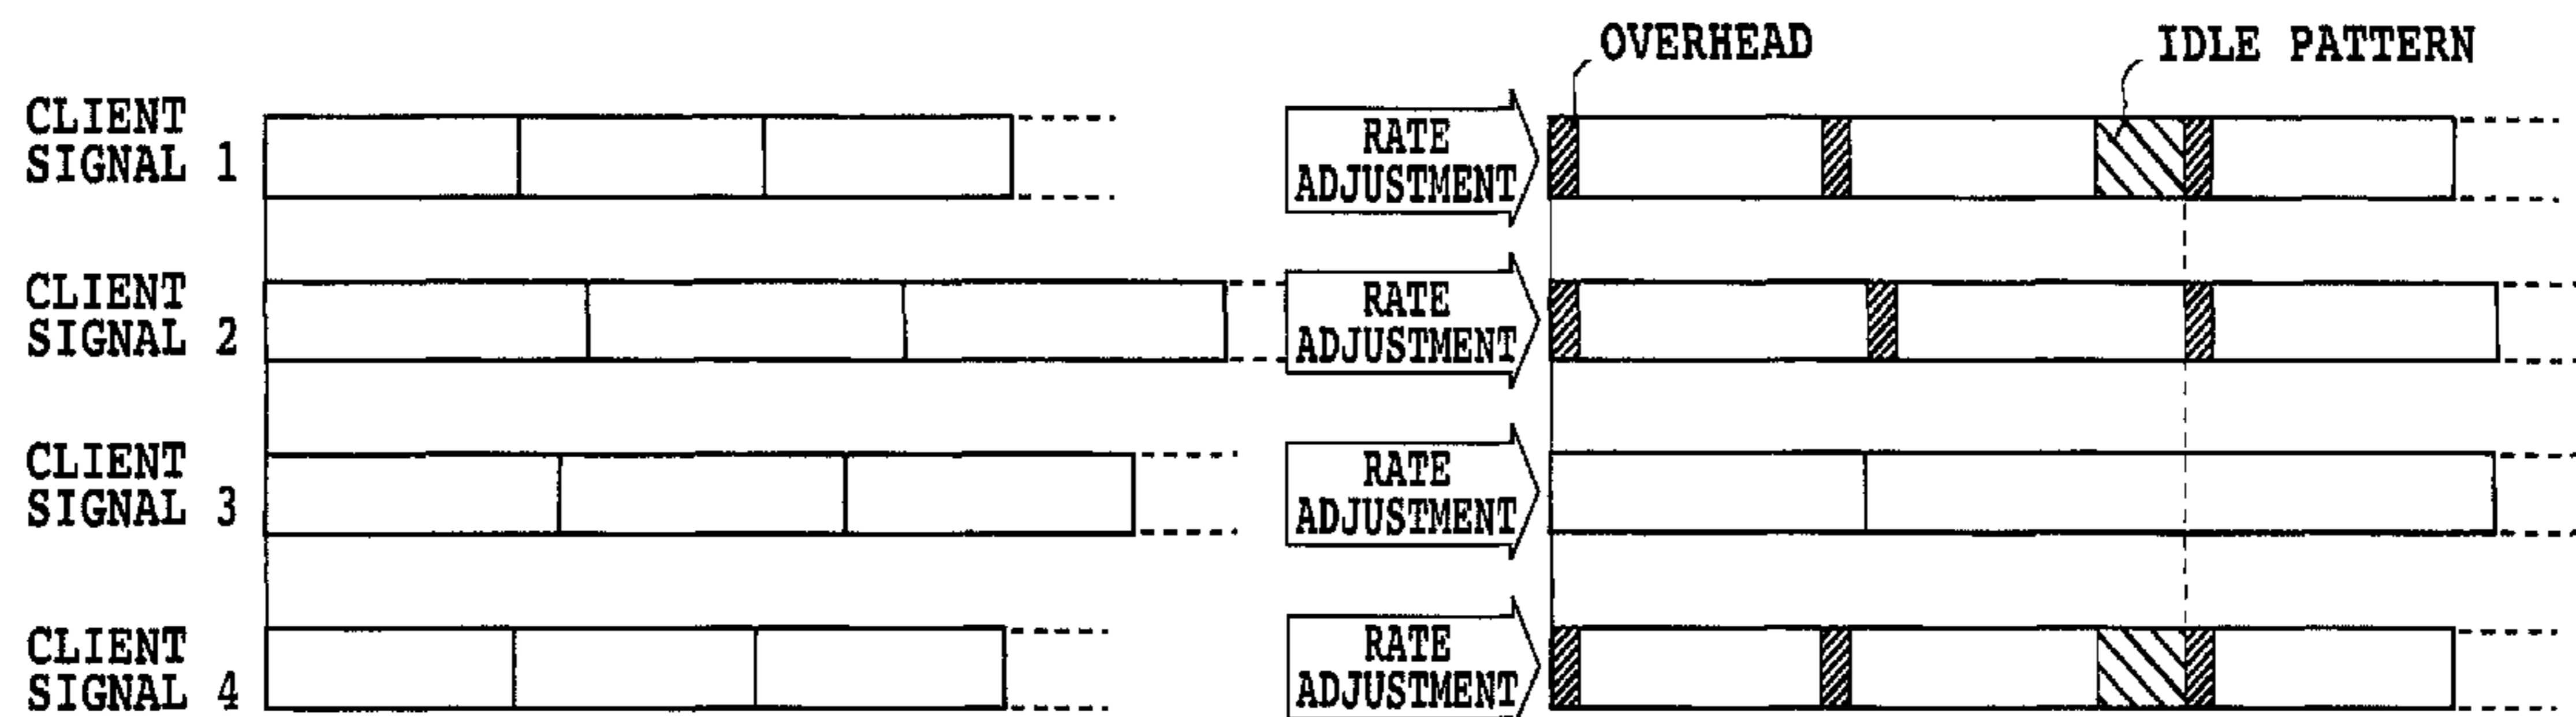 OVERHEAD
IDLE PATTERN
CLIENT
SIGNAL 1
RATE
ADJUSTMENT
CLIENT
SIGNAL 2
RATE
ADJUSTMENT
CLIENT
SIGNAL 3
RATE
ADJUSTMENT
CLIENT
SIGNAL 4
RATE
ADJUSTMENT